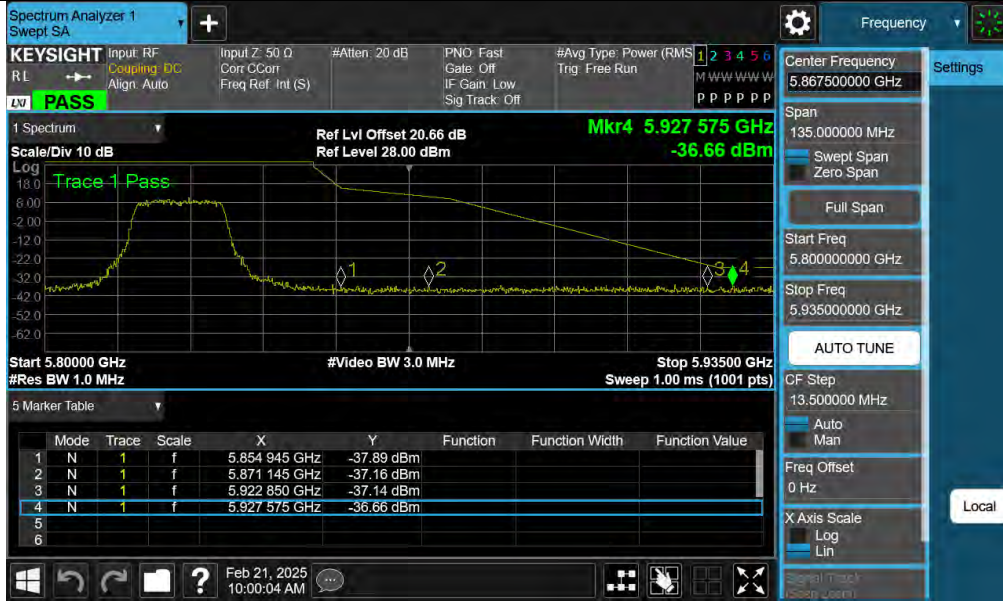 Spectrum Analyzer 1
Swept SA
+
Frequency
KEYSIGHT
RL
LXI PASS
Input: RF
Coupling: DC
Align: Auto
Input Z: 50 Ω
Corr CCorr
Freq Ref: Int (S)
#Atten: 20 dB
PNO: Fast
Gate: Off
IF Gain: Low
Sig Track: Off
#Avg Type: Power (RMS
Trig: Free Run
1 2 3 4 5 6
M W W W W W
P P P P P P
1 Spectrum
Scale/Div 10 dB
Ref Lvl Offset 20.66 dB
Ref Level 28.00 dBm
Mkr4 5.927 575 GHz
-36.66 dBm
Log
Trace 1 Pass
18.0
8.00
-2.00
-12.0
-22.0
-32.0
-42.0
-52.0
-62.0
1
2
3
4
Start 5.80000 GHz
#Video BW 3.0 MHz
Stop 5.93500 GHz
#Res BW 1.0 MHz
Sweep 1.00 ms (1001 pts)
5 Marker Table
Mode Trace Scale X Y Function Function Width Function Value
1 N 1 f 5.854 945 GHz -37.89 dBm
2 N 1 f 5.871 145 GHz -37.16 dBm
3 N 1 f 5.922 850 GHz -37.14 dBm
4 N 1 f 5.927 575 GHz -36.66 dBm
5
6
?
Feb 21, 2025
10:00:04 AM
Center Frequency
5.867500000 GHz
Span
135.000000 MHz
Swept Span
Zero Span
Full Span
Start Freq
5.800000000 GHz
Stop Freq
5.935000000 GHz
AUTO TUNE
CF Step
13.500000 MHz
Auto
Man
Freq Offset
0 Hz
X Axis Scale
Log
Lin
Signal Track
(Span Zoom)
Settings
Local